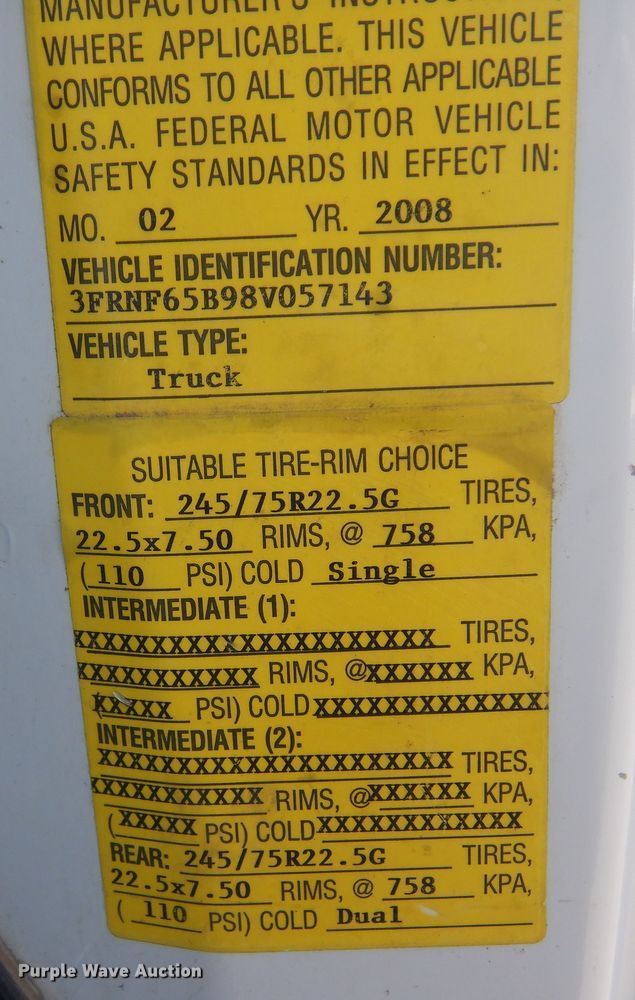 MANUFACTURER'S
WHERE APPLICABLE. THIS VEHICLE
CONFORMS TO ALL OTHER APPLICABLE
U.S.A. FEDERAL MOTOR VEHICLE
SAFETY STANDARDS IN EFFECT IN:
MO. 02 YR. 2008
VEHICLE IDENTIFICATION NUMBER:
3FRNF65B98V057143
VEHICLE TYPE:
Truck
SUITABLE TIRE-RIM CHOICE
FRONT: 245/75R22.5G TIRES,
22.5x7.50 RIMS, @ 758 KPA,
(110 PSI) COLD Single
INTERMEDIATE (1):
XXXXXXXXXXXXXXXXXXXXX TIRES,
XXXXXXXXXXX RIMS, @XXXXXX KPA,
(XXXXX PSI) COLD XXXXXXXXXXXXX
INTERMEDIATE (2):
XXXXXXXXXXXXXXXXXXXXX TIRES,
XXXXXXXXXXX RIMS, @XXXXXX KPA,
(XXXXX PSI) COLD XXXXXXXXXXXX
REAR: 245/75R22.5G TIRES,
22.5x7.50 RIMS, @ 758 KPA,
(110 PSI) COLD Dual
Purple Wave Auction